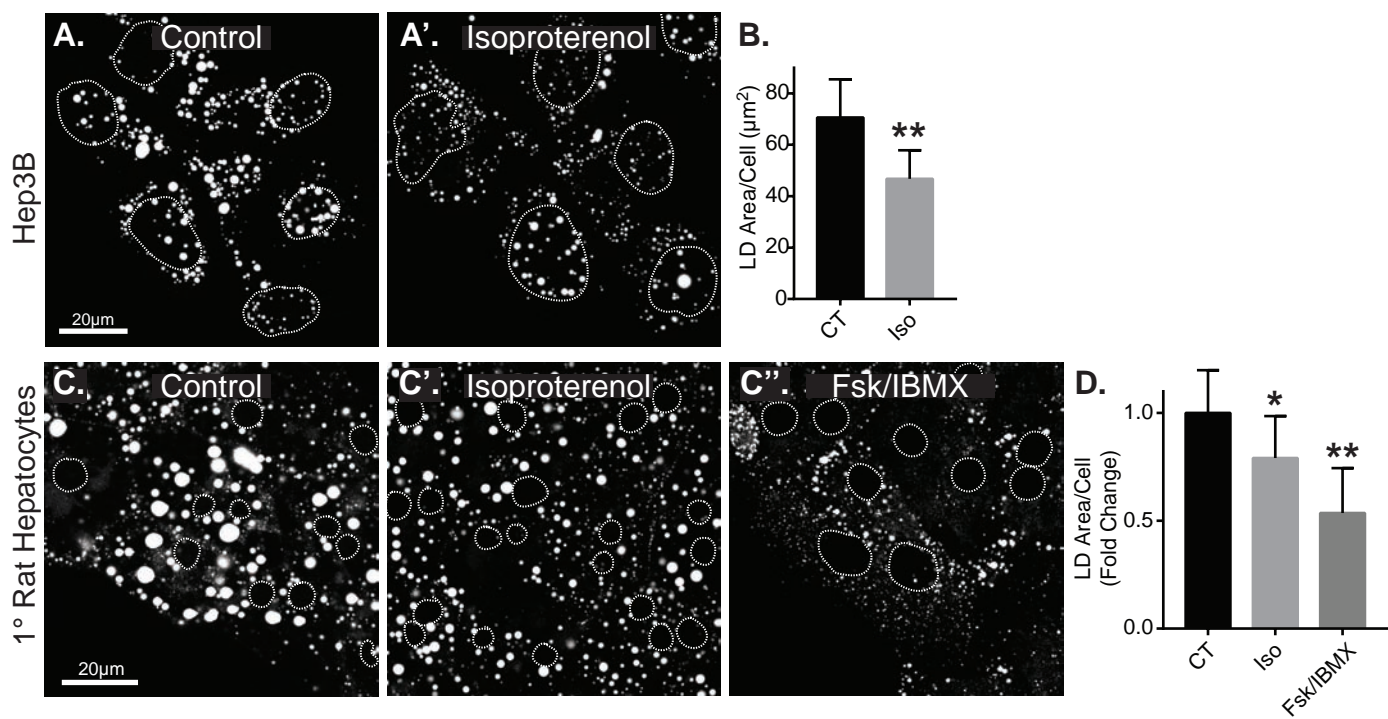 A. Control
A'. Isoproterenol
B.
Hep3B
20µm
LD Area/Cell (µm²)
80
60
40
20
0
**
CT
Iso
C. Control
C'. Isoproterenol
C''. Fsk/IBMX
D.
1° Rat Hepatocytes
20µm
LD Area/Cell
(Fold Change)
1.0
0.5
0.0
*
**
CT
Iso
Fsk/IBMX